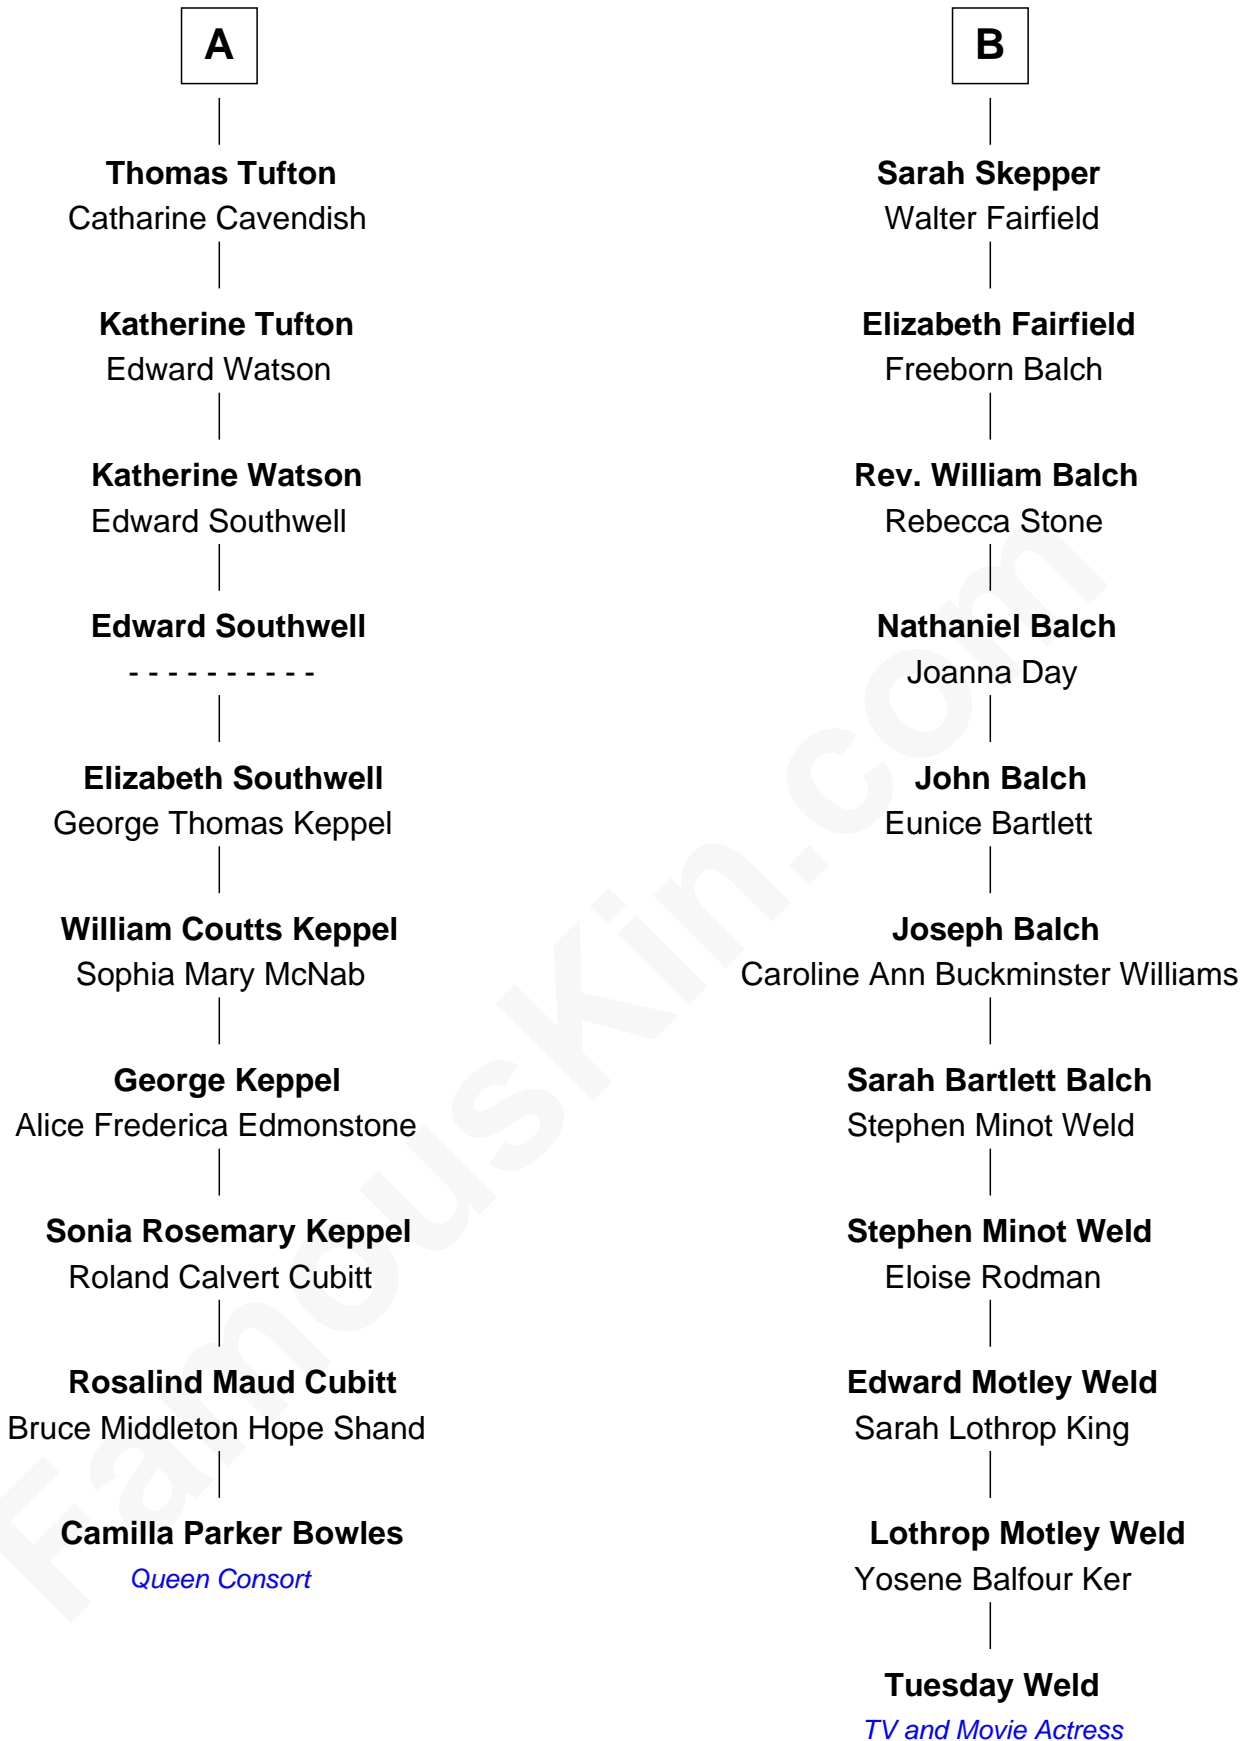 A
Thomas Tufton
Catharine Cavendish
Katherine Tufton
Edward Watson
Katherine Watson
Edward Southwell
Edward Southwell
- - - - - - - - - -
Elizabeth Southwell
George Thomas Keppel
William Coutts Keppel
Sophia Mary McNab
George Keppel
Alice Frederica Edmonstone
Sonia Rosemary Keppel
Roland Calvert Cubitt
Rosalind Maud Cubitt
Bruce Middleton Hope Shand
Camilla Parker Bowles
Queen Consort
B
Sarah Skepper
Walter Fairfield
Elizabeth Fairfield
Freeborn Balch
Rev. William Balch
Rebecca Stone
Nathaniel Balch
Joanna Day
John Balch
Eunice Bartlett
Joseph Balch
Caroline Ann Buckminster Williams
Sarah Bartlett Balch
Stephen Minot Weld
Stephen Minot Weld
Eloise Rodman
Edward Motley Weld
Sarah Lothrop King
Lothrop Motley Weld
Yosene Balfour Ker
Tuesday Weld
TV and Movie Actress
FamousKin.com